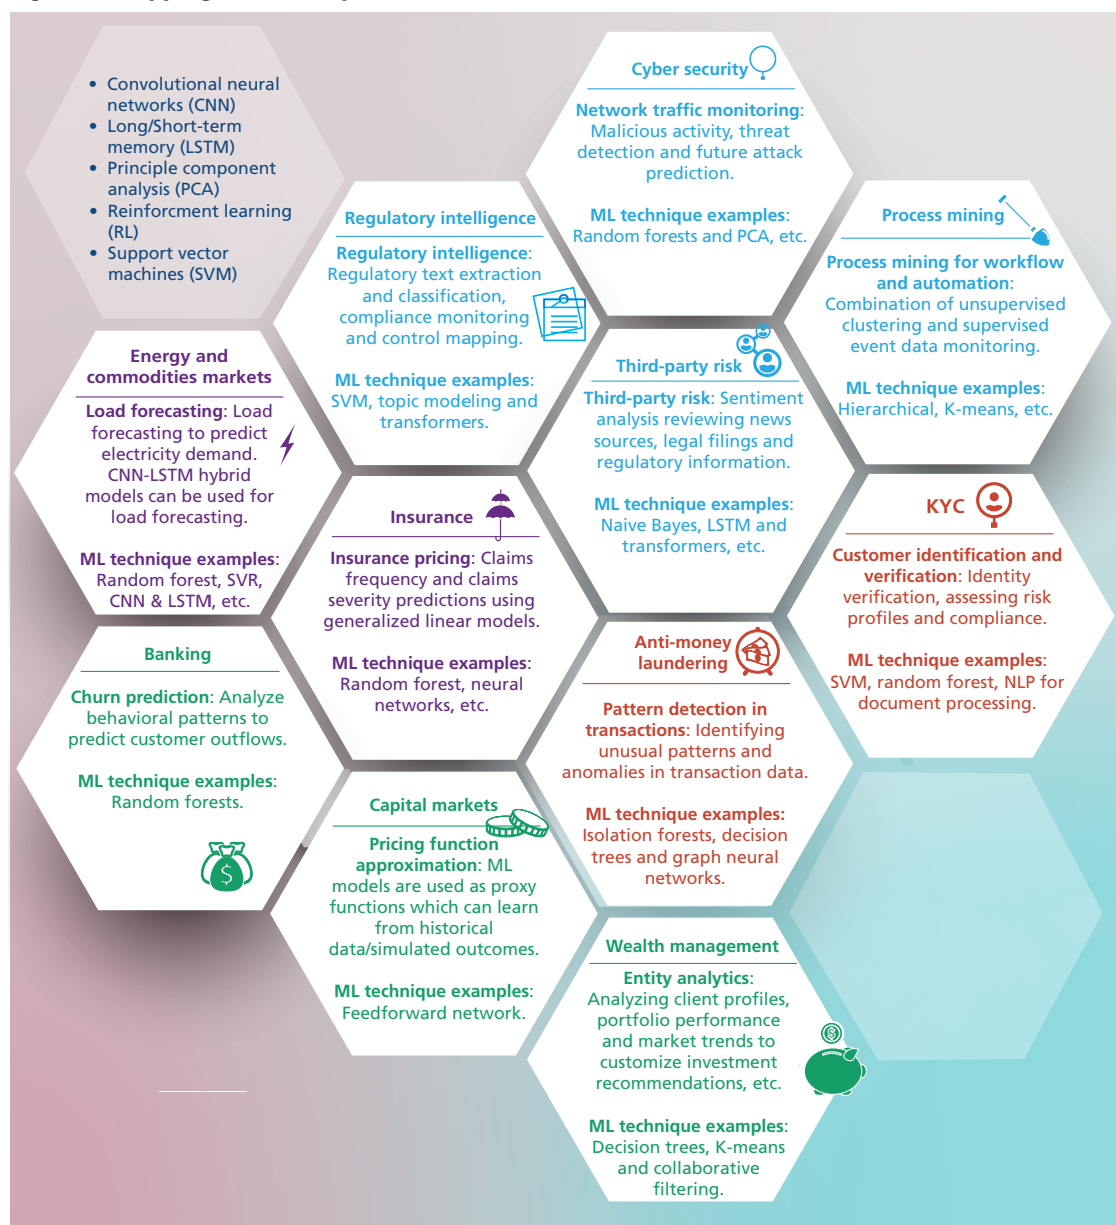 • Convolutional neural
networks (CNN)
• Long/Short-term
memory (LSTM)
• Principle component
analysis (PCA)
• Reinforcment learning
(RL)
• Support vector
machines (SVM)
Cyber security
Network traffic monitoring:
Malicious activity, threat
detection and future attack
prediction.
ML technique examples:
Random forests and PCA, etc.
Regulatory intelligence
Regulatory intelligence:
Regulatory text extraction
and classification,
compliance monitoring
and control mapping.
ML technique examples:
SVM, topic modeling and
transformers.
Process mining
Process mining for workflow
and automation:
Combination of unsupervised
clustering and supervised
event data monitoring.
ML technique examples:
Hierarchical, K-means, etc.
Energy and
commodities markets
Load forecasting: Load
forecasting to predict
electricity demand.
CNN-LSTM hybrid
models can be used for
load forecasting.
ML technique examples:
Random forest, SVR,
CNN & LSTM, etc.
Third-party risk
Third-party risk: Sentiment
analysis reviewing news
sources, legal filings and
regulatory information.
ML technique examples:
Naive Bayes, LSTM and
transformers, etc.
Insurance
Insurance pricing: Claims
frequency and claims
severity predictions using
generalized linear models.
ML technique examples:
Random forest, neural
networks, etc.
KYC
Customer identification and
verification: Identity
verification, assessing risk
profiles and compliance.
ML technique examples:
SVM, random forest, NLP for
document processing.
Banking
Churn prediction: Analyze
behavioral patterns to
predict customer outflows.
ML technique examples:
Random forests.
$
Anti-money
laundering
Pattern detection in
transactions: Identifying
unusual patterns and
anomalies in transaction data.
ML technique examples:
Isolation forests, decision
trees and graph neural
networks.
Capital markets
Pricing function
approximation: ML
models are used as proxy
functions which can learn
from historical
data/simulated outcomes.
ML technique examples:
Feedforward network.
Wealth management
Entity analytics:
Analyzing client profiles,
portfolio performance
and market trends to
customize investment
recommendations, etc.
$
ML technique examples:
Decision trees, K-means
and collaborative
filtering.